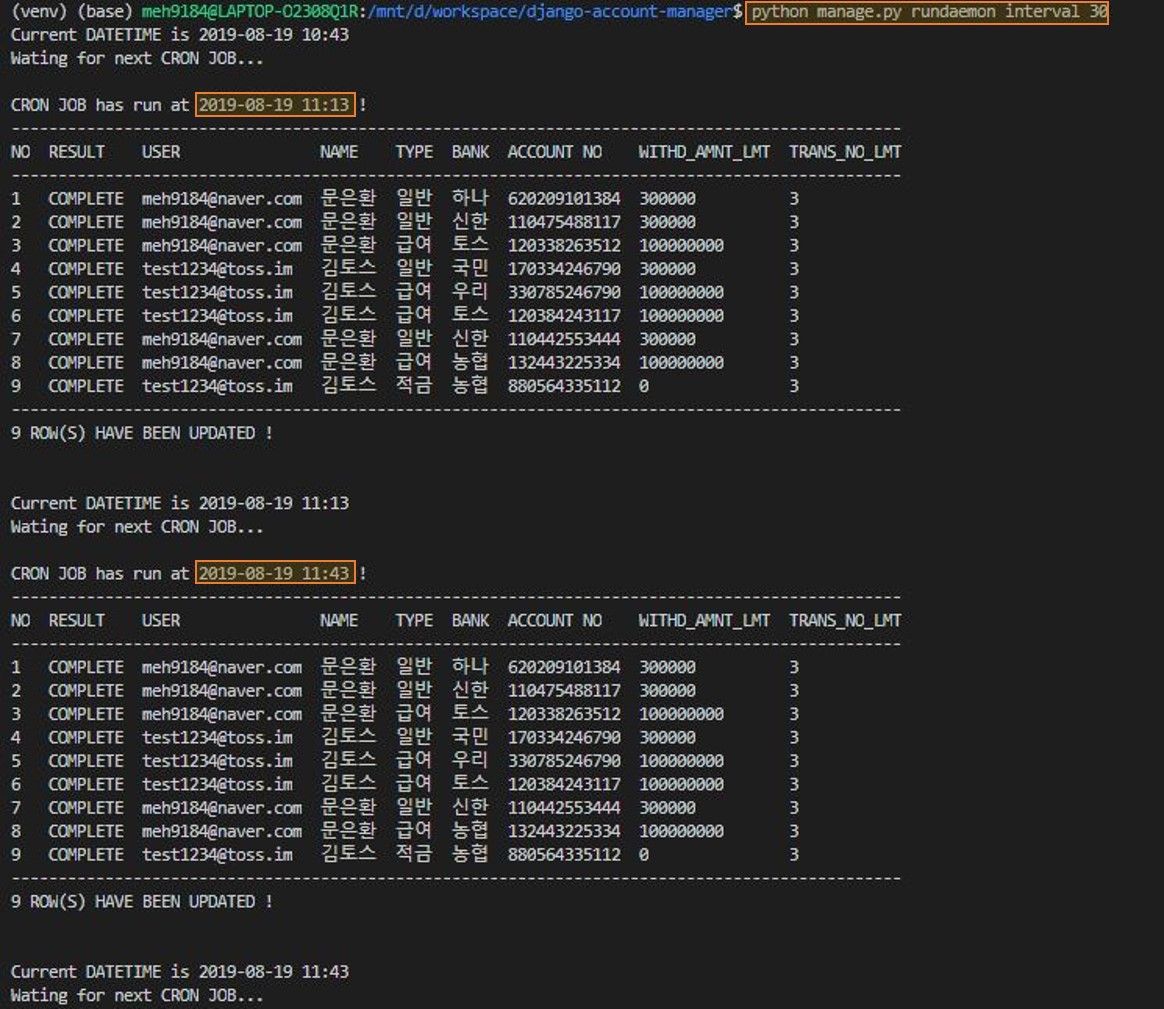 (venv) (base) meh9184@LAPTOP-O2308Q1R:/mnt/d/workspace/django-account-manager$ python manage.py rundaemon interval 30
Current DATETIME is 2019-08-19 10:43
Wating for next CRON JOB...
CRON JOB has run at 2019-08-19 11:13 !
-----------------------------------------------------------------------------------------------
NO RESULT USER NAME TYPE BANK ACCOUNT NO WITHD_AMNT_LMT TRANS_NO_LMT
-----------------------------------------------------------------------------------------------
1 COMPLETE meh9184@naver.com 문은환 일반 하나 620209101384 300000 3
2 COMPLETE meh9184@naver.com 문은환 일반 신한 110475488117 300000 3
3 COMPLETE meh9184@naver.com 문은환 급여 토스 120338263512 100000000 3
4 COMPLETE test1234@toss.im 김토스 일반 국민 170334246790 300000 3
5 COMPLETE test1234@toss.im 김토스 급여 우리 330785246790 100000000 3
6 COMPLETE test1234@toss.im 김토스 급여 토스 120384243117 100000000 3
7 COMPLETE meh9184@naver.com 문은환 일반 신한 110442553444 300000 3
8 COMPLETE meh9184@naver.com 문은환 급여 농협 132443225334 100000000 3
9 COMPLETE test1234@toss.im 김토스 적금 농협 880564335112 0 3
-----------------------------------------------------------------------------------------------
9 ROW(S) HAVE BEEN UPDATED !
Current DATETIME is 2019-08-19 11:13
Wating for next CRON JOB...
CRON JOB has run at 2019-08-19 11:43 !
-----------------------------------------------------------------------------------------------
NO RESULT USER NAME TYPE BANK ACCOUNT NO WITHD_AMNT_LMT TRANS_NO_LMT
-----------------------------------------------------------------------------------------------
1 COMPLETE meh9184@naver.com 문은환 일반 하나 620209101384 300000 3
2 COMPLETE meh9184@naver.com 문은환 일반 신한 110475488117 300000 3
3 COMPLETE meh9184@naver.com 문은환 급여 토스 120338263512 100000000 3
4 COMPLETE test1234@toss.im 김토스 일반 국민 170334246790 300000 3
5 COMPLETE test1234@toss.im 김토스 급여 우리 330785246790 100000000 3
6 COMPLETE test1234@toss.im 김토스 급여 토스 120384243117 100000000 3
7 COMPLETE meh9184@naver.com 문은환 일반 신한 110442553444 300000 3
8 COMPLETE meh9184@naver.com 문은환 급여 농협 132443225334 100000000 3
9 COMPLETE test1234@toss.im 김토스 적금 농협 880564335112 0 3
-----------------------------------------------------------------------------------------------
9 ROW(S) HAVE BEEN UPDATED !
Current DATETIME is 2019-08-19 11:43
Wating for next CRON JOB...